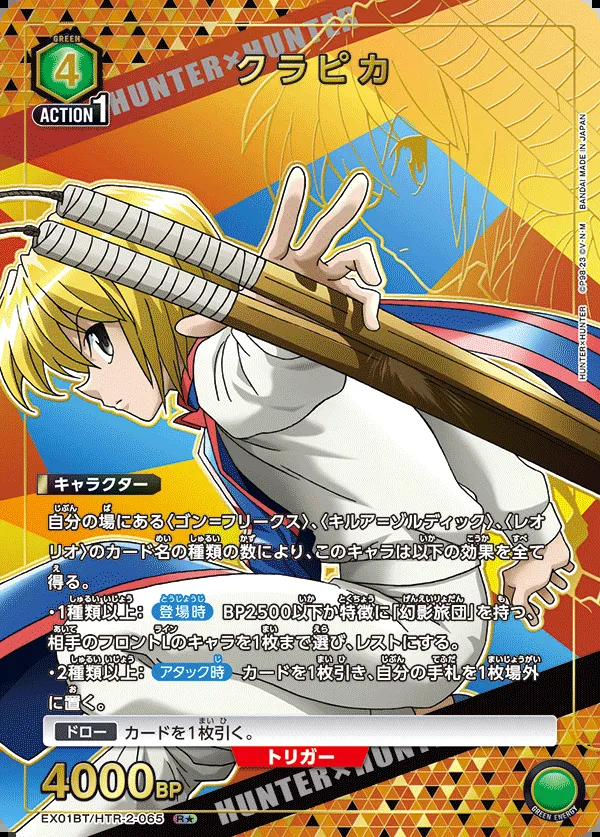 GREEN
4
ACTION 1
HUNTER×HUNTER
クラピカ
HUNTER×HUNTER ©P98-23 ©V・N・M BANDAI MADE IN JAPAN
キャラクター
自分の場にある〈ゴン=フリークス〉、〈キルア=ゾルディック〉、〈レオ
リオ〉のカード名の種類の数により、このキャラは以下の効果を全て
得る。
・1種類以上: 登場時 BP2500以下か特徴に「幻影旅団」を持つ、
相手のフロントLのキャラを1枚まで選び、レストにする。
・2種類以上: アタック時 カードを1枚引き、自分の手札を1枚場外
に置く。
ドロー カードを1枚引く。
トリガー
4000BP
HUNTER×HUNTER
EX01BT/HTR-2-065 R★
GREEN ENERGY